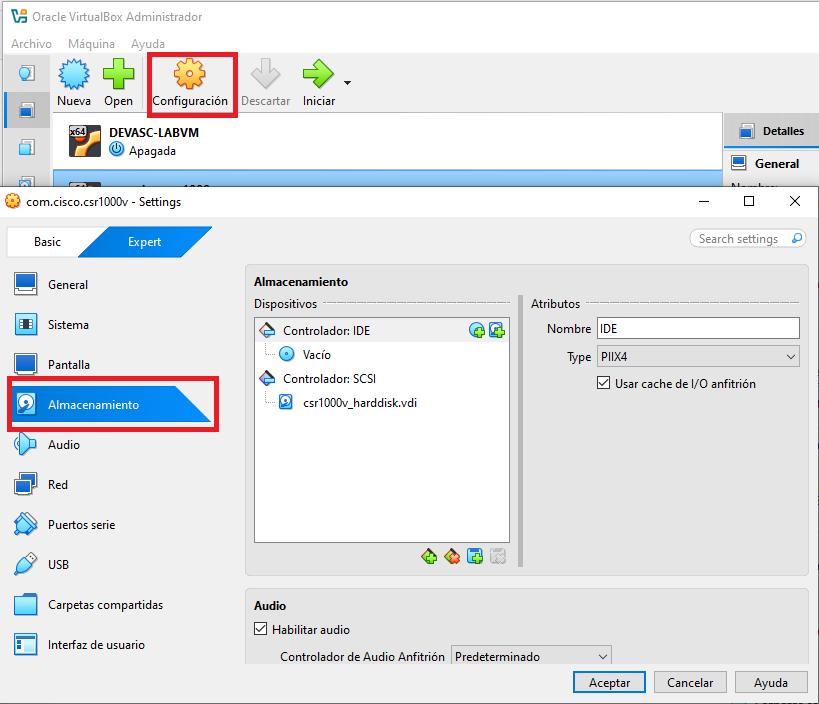 Oracle VirtualBox Administrador
Archivo Máquina Ayuda
Nueva Open Configuración Descartar Iniciar
x64 DEVASC-LABVM
Apagada
Detalles
General
com.cisco.csr1000v - Settings
Basic Expert
Search settings
General
Sistema
Pantalla
Almacenamiento
Audio
Red
Puertos serie
USB
Carpetas compartidas
Interfaz de usuario
Almacenamiento
Dispositivos
Controlador: IDE
Vacío
Controlador: SCSI
csr1000v_harddisk.vdi
Atributos
Nombre IDE
Type PIIX4
Usar cache de I/O anfitrión
Audio
Habilitar audio
Controlador de Audio Anfitrión Predeterminado
Aceptar Cancelar Ayuda